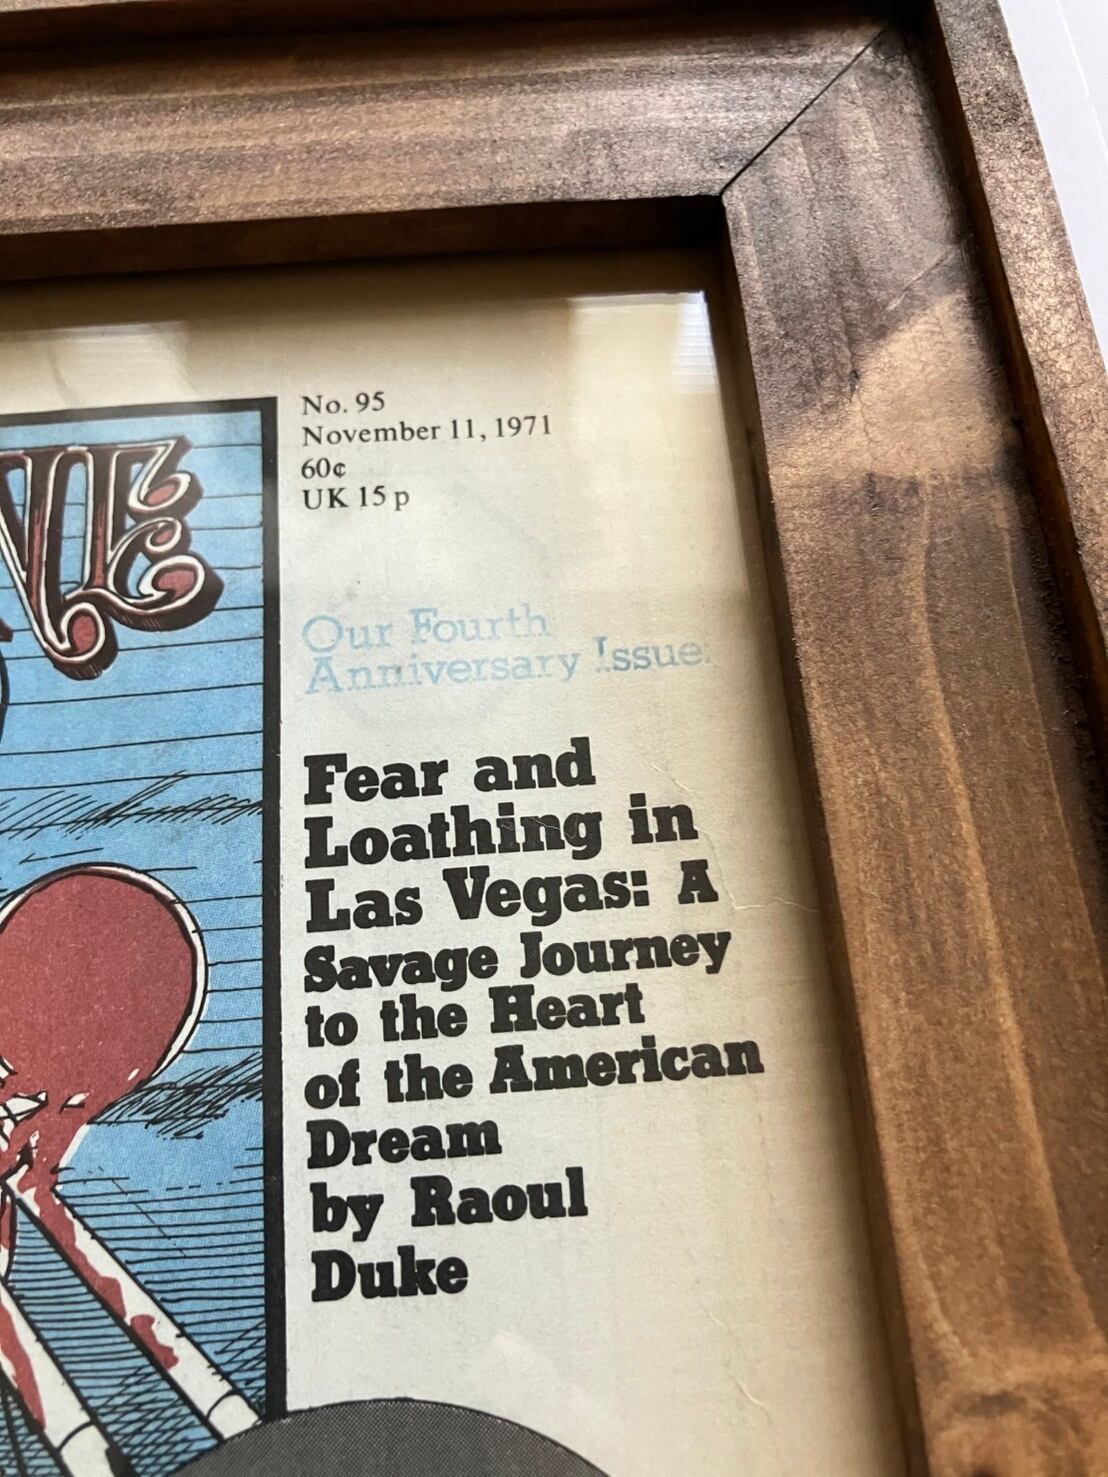 No. 95
November 11, 1971
60¢
UK 15 p
Our Fourth
Anniversary Issue.
Fear and
Loathing in
Las Vegas: A
Savage Journey
to the Heart
of the American
Dream
by Raoul
Duke